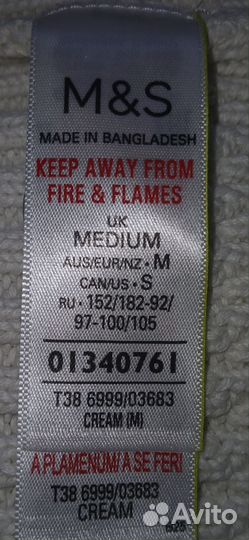 M&S
MADE IN BANGLADESH
KEEP AWAY FROM
FIRE & FLAMES
UK
MEDIUM
AUS/EUR/NZ • M
CAN/US • S
RU • 152/182-92/
97-100/105
01340761
T38 6999/03683
CREAM (M)
A PLAMENUM/A SE FERI
T38 6999/03683
CREAM
Avito